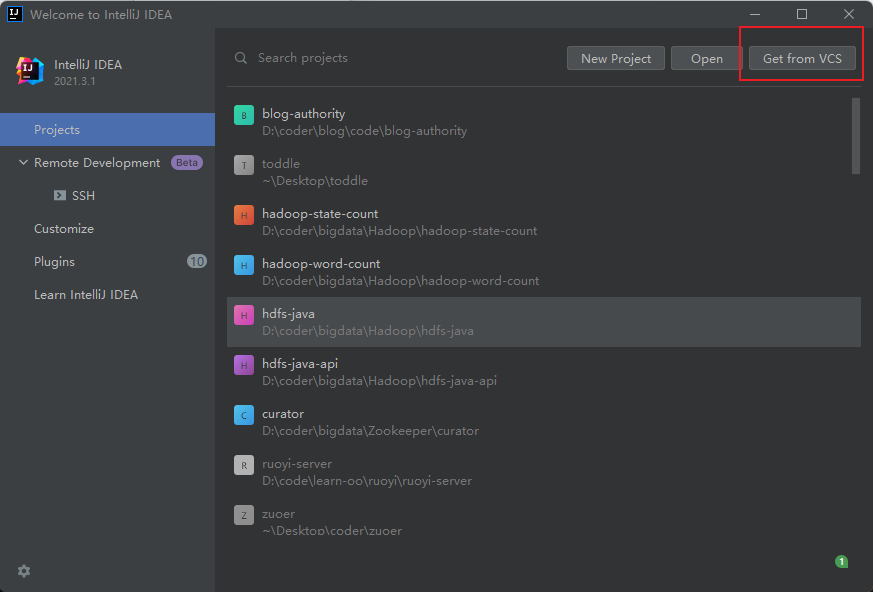 Welcome to IntelliJ IDEA
IntelliJ IDEA
2021.3.1
Projects
Remote Development Beta
SSH
Customize
Plugins 10
Learn IntelliJ IDEA
Search projects New Project Open Get from VCS
B blog-authority
D:\coder\blog\code\blog-authority
T toddle
~\Desktop\toddle
H hadoop-state-count
D:\coder\bigdata\Hadoop\hadoop-state-count
H hadoop-word-count
D:\coder\bigdata\Hadoop\hadoop-word-count
H hdfs-java
D:\coder\bigdata\Hadoop\hdfs-java
H hdfs-java-api
D:\coder\bigdata\Hadoop\hdfs-java-api
C curator
D:\coder\bigdata\Zookeeper\curator
R ruoyi-server
D:\code\learn-oo\ruoyi\ruoyi-server
Z zuoer
~\Desktop\coder\zuoer
1